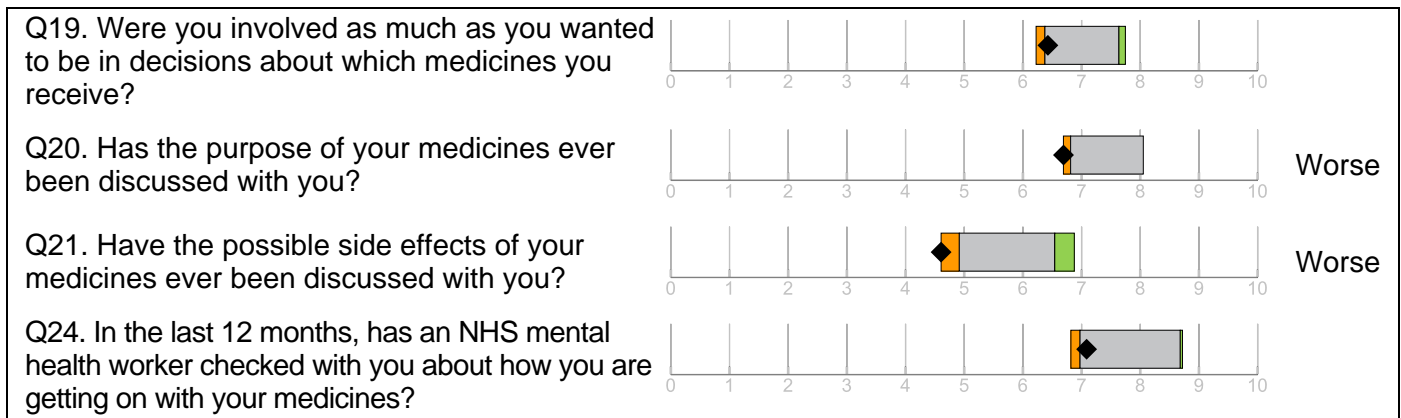 Q19. Were you involved as much as you wanted
to be in decisions about which medicines you
receive?
0 1 2 3 4 5 6 7 8 9 10
Q20. Has the purpose of your medicines ever
been discussed with you?
Worse
0 1 2 3 4 5 6 7 8 9 10
Q21. Have the possible side effects of your
medicines ever been discussed with you?
Worse
0 1 2 3 4 5 6 7 8 9 10
Q24. In the last 12 months, has an NHS mental
health worker checked with you about how you are
getting on with your medicines?
0 1 2 3 4 5 6 7 8 9 10